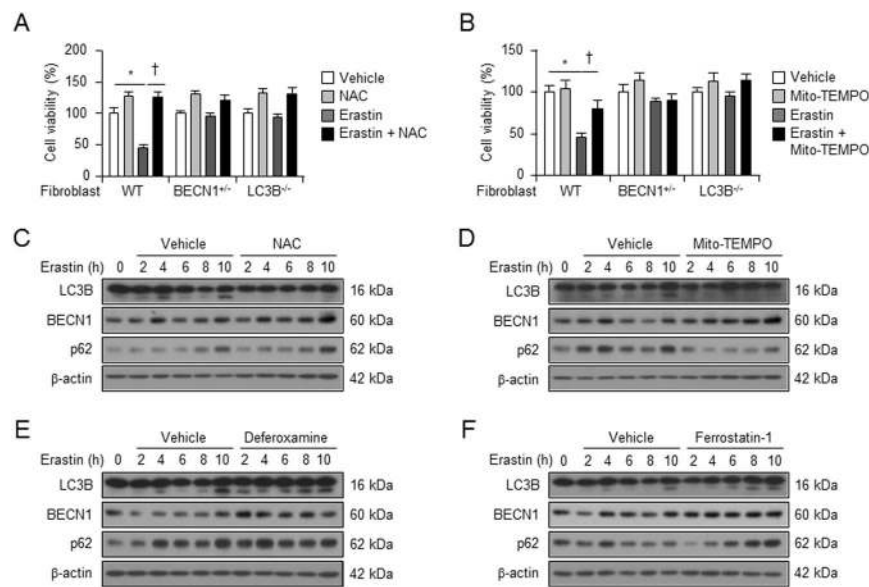 A
Cell viability (%)
200
150
100
50
0
* †
Vehicle
NAC
Erastin
Erastin + NAC
Fibroblast WT BECN1+/- LC3B-/-
B
Cell viability (%)
150
100
50
0
* †
Vehicle
Mito-TEMPO
Erastin
Erastin +
Mito-TEMPO
Fibroblast WT BECN1+/- LC3B-/-
C
Vehicle NAC
Erastin (h) 0 2 4 6 8 10 2 4 6 8 10
LC3B 16 kDa
BECN1 60 kDa
p62 62 kDa
β-actin 42 kDa
D
Vehicle Mito-TEMPO
Erastin (h) 0 2 4 6 8 10 2 4 6 8 10
LC3B 16 kDa
BECN1 60 kDa
p62 62 kDa
β-actin 42 kDa
E
Vehicle Deferoxamine
Erastin (h) 0 2 4 6 8 10 2 4 6 8 10
LC3B 16 kDa
BECN1 60 kDa
p62 62 kDa
β-actin 42 kDa
F
Vehicle Ferrostatin-1
Erastin (h) 0 2 4 6 8 10 2 4 6 8 10
LC3B 16 kDa
BECN1 60 kDa
p62 62 kDa
β-actin 42 kDa